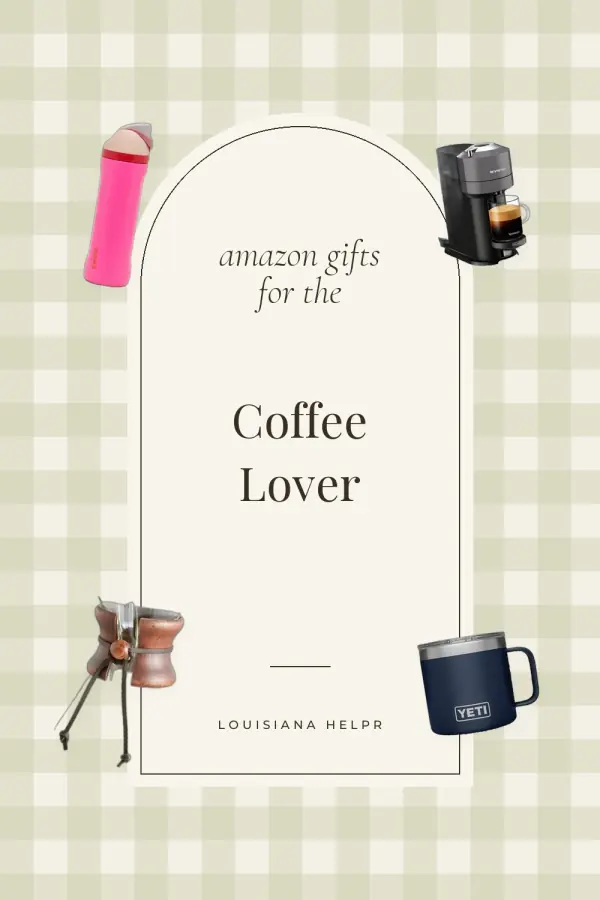 amazon gifts
for the
Coffee
Lover
YETI
LOUISIANA HELPR